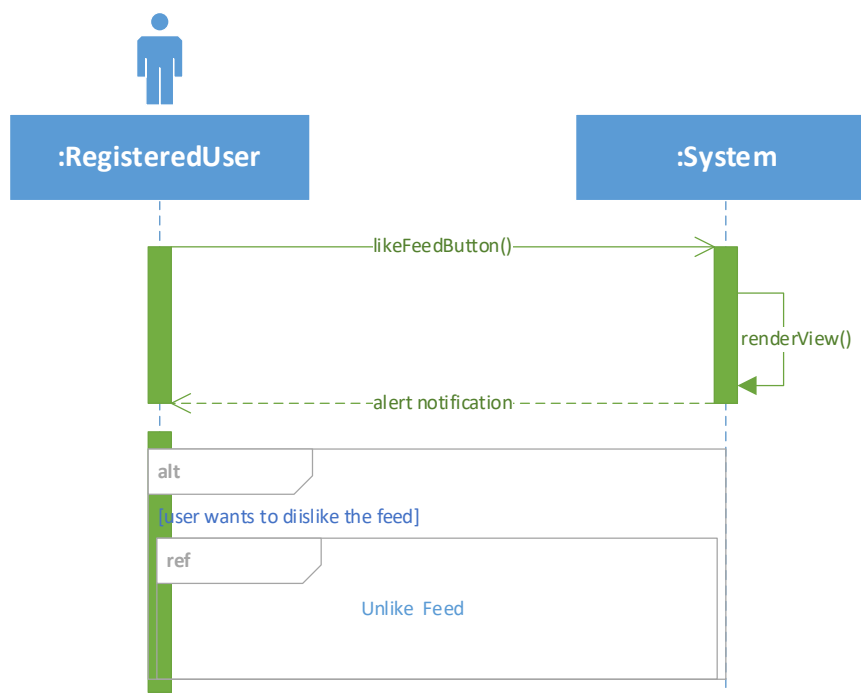 :RegisteredUser
:System
likeFeedButton()
renderView()
alert notification
alt
[user wants to diislike the feed]
ref
Unlike Feed